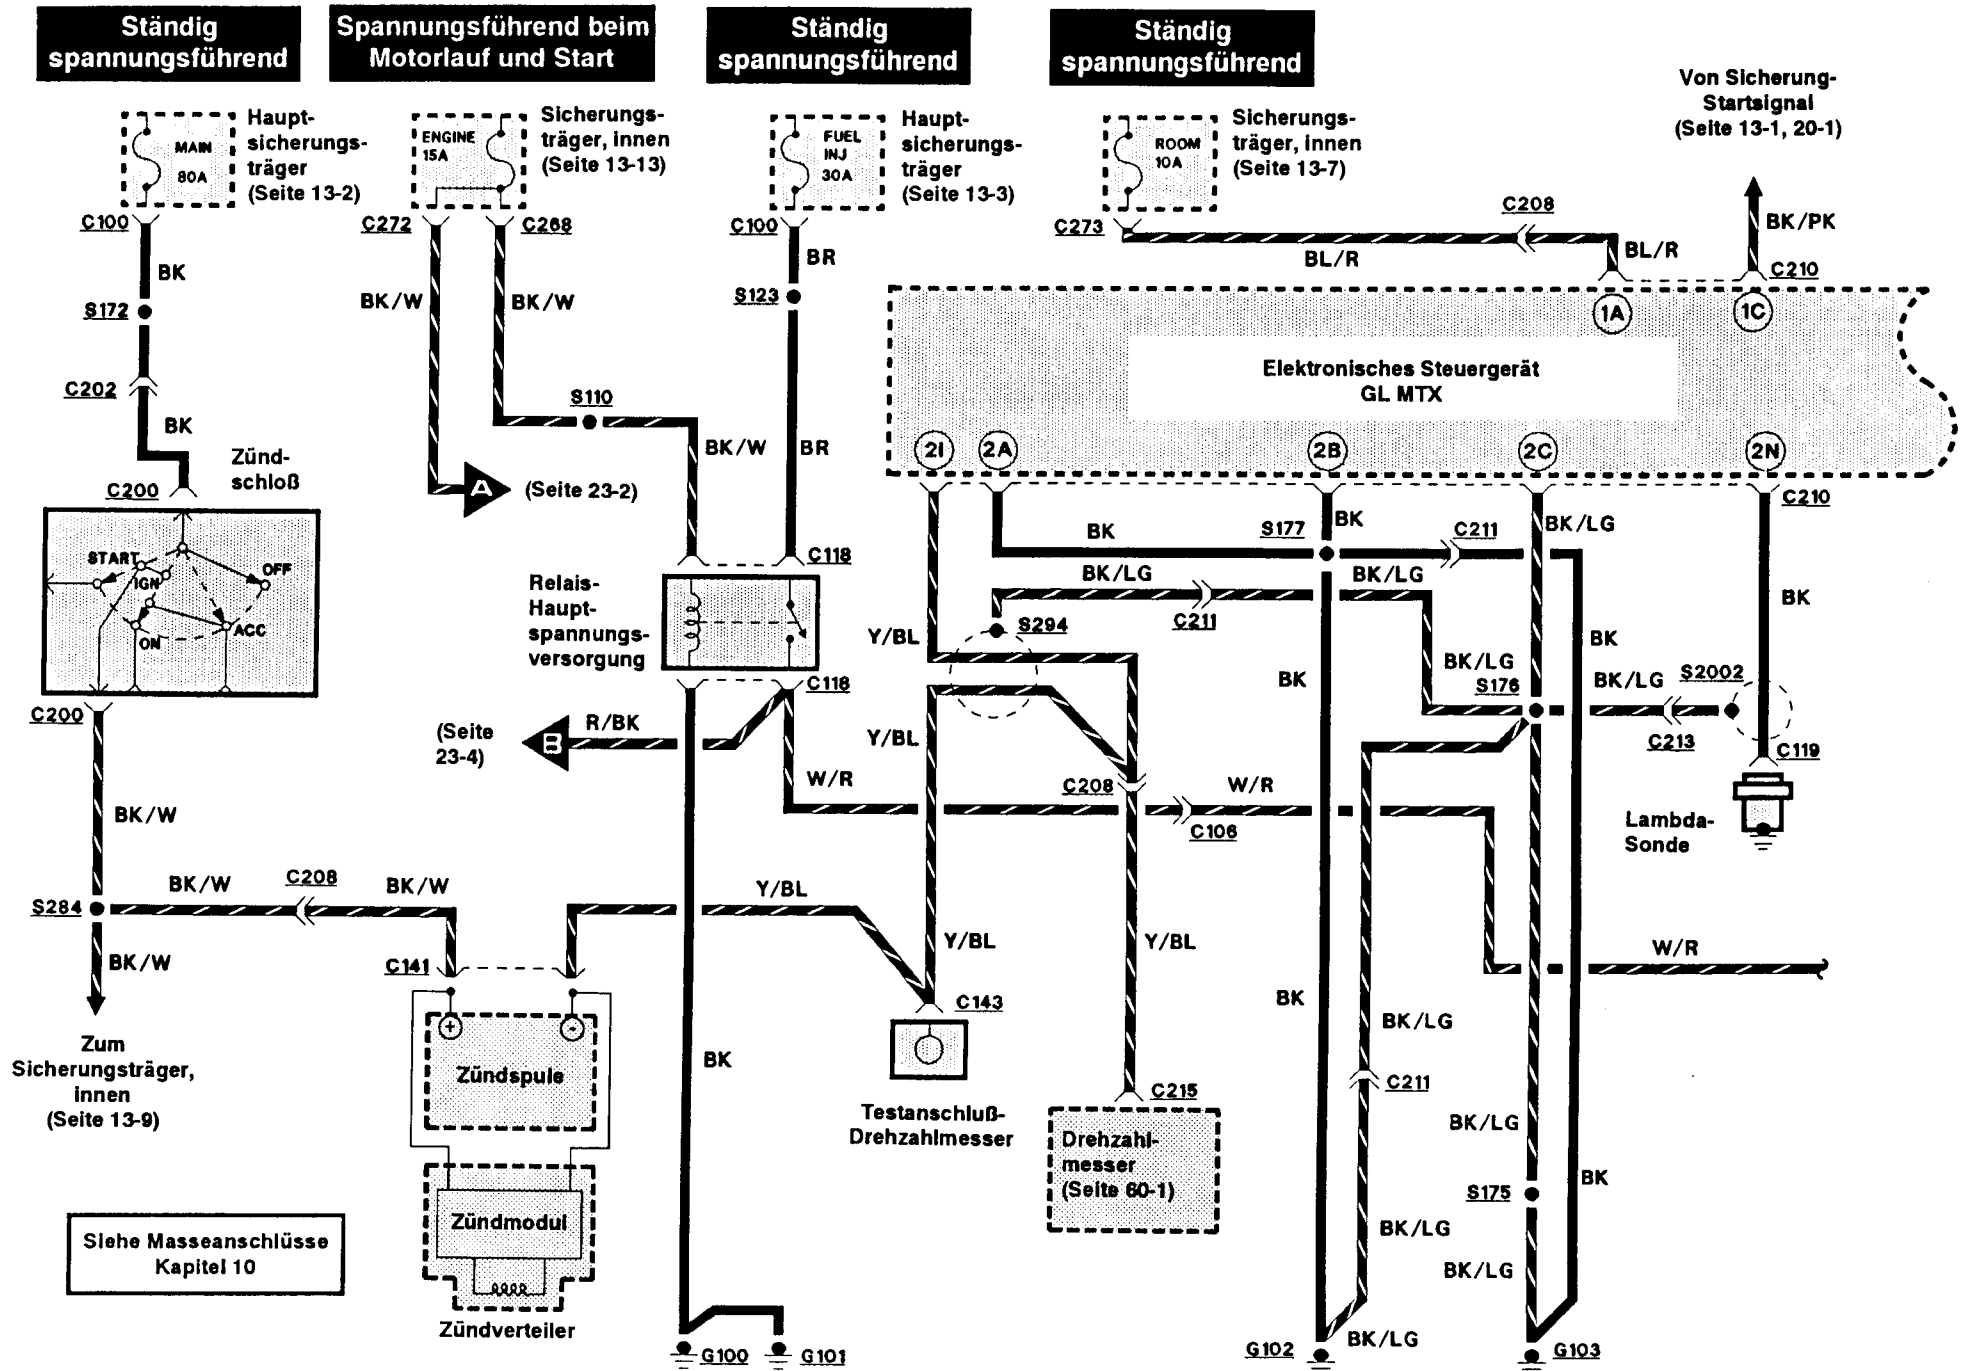 Ständig
spannungsführend
Spannungsführend beim
Motorlauf und Start
Ständig
spannungsführend
Ständig
spannungsführend
MAIN
80A
Haupt-
sicherungs-
träger
(Seite 13-2)
ENGINE
15A
Sicherungs-
träger, innen
(Seite 13-13)
FUEL
INJ
30A
Haupt-
sicherungs-
träger
(Seite 13-3)
ROOM
10A
Sicherungs-
träger, innen
(Seite 13-7)
Von Sicherung-
Startsignal
(Seite 13-1, 20-1)
C100
C272
C268
C100
C273
C208
BK/PK
BK
BR
BL/R
BL/R
C210
S172
BK/W
BK/W
S123
1A
1C
C202
BK
S110
BK/W
BR
Elektronisches Steuergerät
GL MTX
2I
2A
2B
2C
2N
Zünd-
schloß
C200
A
(Seite 23-2)
C210
START
IGN
OFF
ON
ACC
C118
Relais-
Haupt-
spannungs-
versorgung
C118
BK
S177
BK
C211
BK/LG
BK/LG
C211
BK/LG
S294
Y/BL
BK
BK
BK
BK/LG
S176
BK/LG
S2002
C213
C119
Lambda-
Sonde
C200
(Seite
23-4)
B
R/BK
Y/BL
W/R
C208
W/R
C106
BK/W
S284
BK/W
C208
BK/W
Y/BL
BK/W
C141
Y/BL
C143
Y/BL
W/R
BK
BK/LG
Zum
Sicherungsträger,
innen
(Seite 13-9)
+
-
Zündspule
BK
Testanschluß-
Drehzahlmesser
C215
Drehzahl-
messer
(Seite 60-1)
C211
BK/LG
S175
BK
Zündmodul
Zündverteiler
Siehe Masseanschlüsse
Kapitel 10
BK/LG
BK/LG
BK/LG
G100
G101
G102
G103